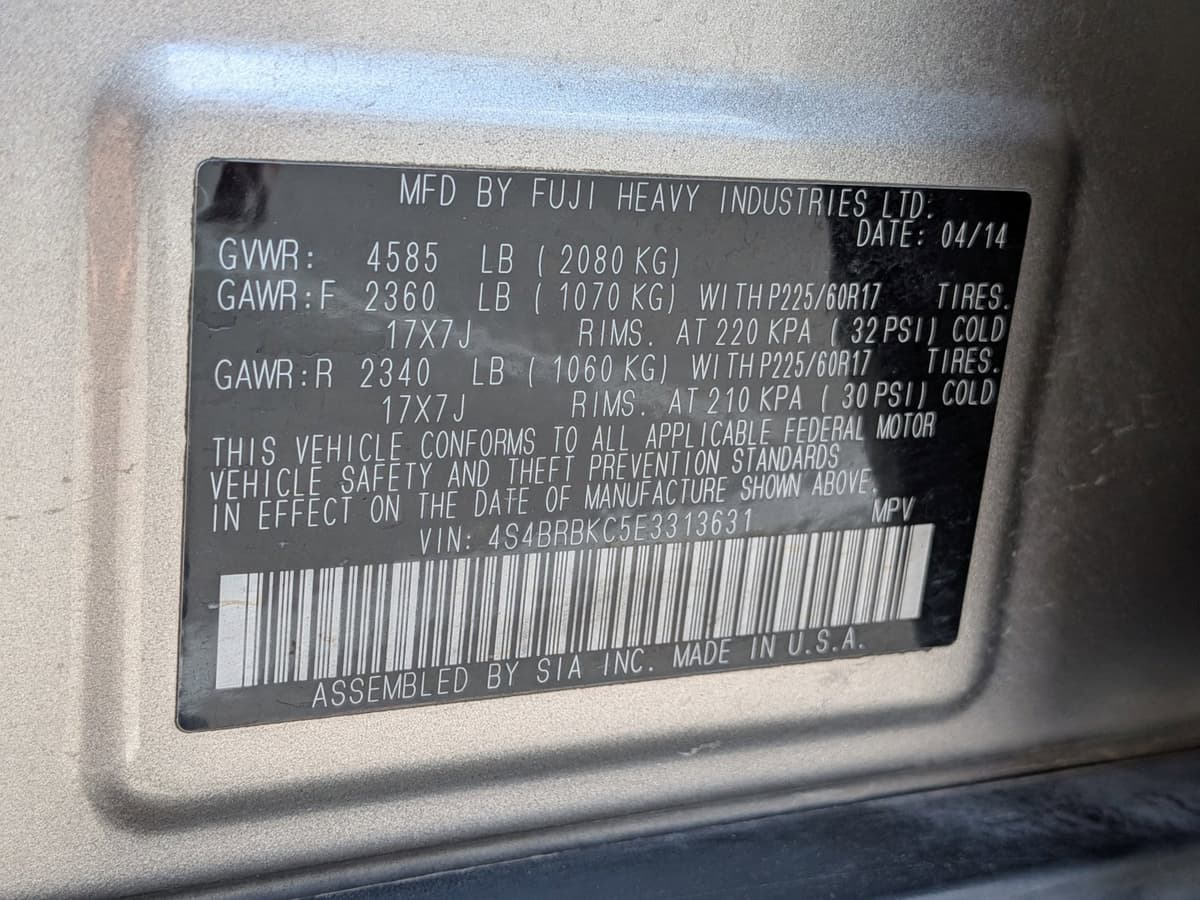 MFD BY FUJI HEAVY INDUSTRIES LTD.
DATE: 04/14
GVWR: 4585 LB ( 2080 KG)
GAWR:F 2360 LB ( 1070 KG) WITHP225/60R17 TIRES.
17X7J RIMS. AT 220 KPA ( 32 PSI) COLD
GAWR:R 2340 LB ( 1060 KG) WITHP225/60R17 TIRES.
17X7J RIMS. AT 210 KPA ( 30 PSI) COLD
THIS VEHICLE CONFORMS TO ALL APPLICABLE FEDERAL MOTOR
VEHICLE SAFETY AND THEFT PREVENTION STANDARDS
IN EFFECT ON THE DATE OF MANUFACTURE SHOWN ABOVE.
VIN: 4S4BRBKC5E3313631 MPV
ASSEMBLED BY SIA INC. MADE IN U.S.A.